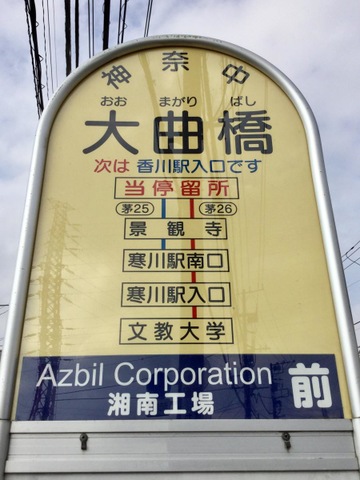 神奈中
おお まがり ばし
大曲橋
次は 香川駅入口です
当停留所
茅25 茅26
景観寺
寒川駅南口
寒川駅入口
文教大学
Azbil Corporation
湘南工場
前